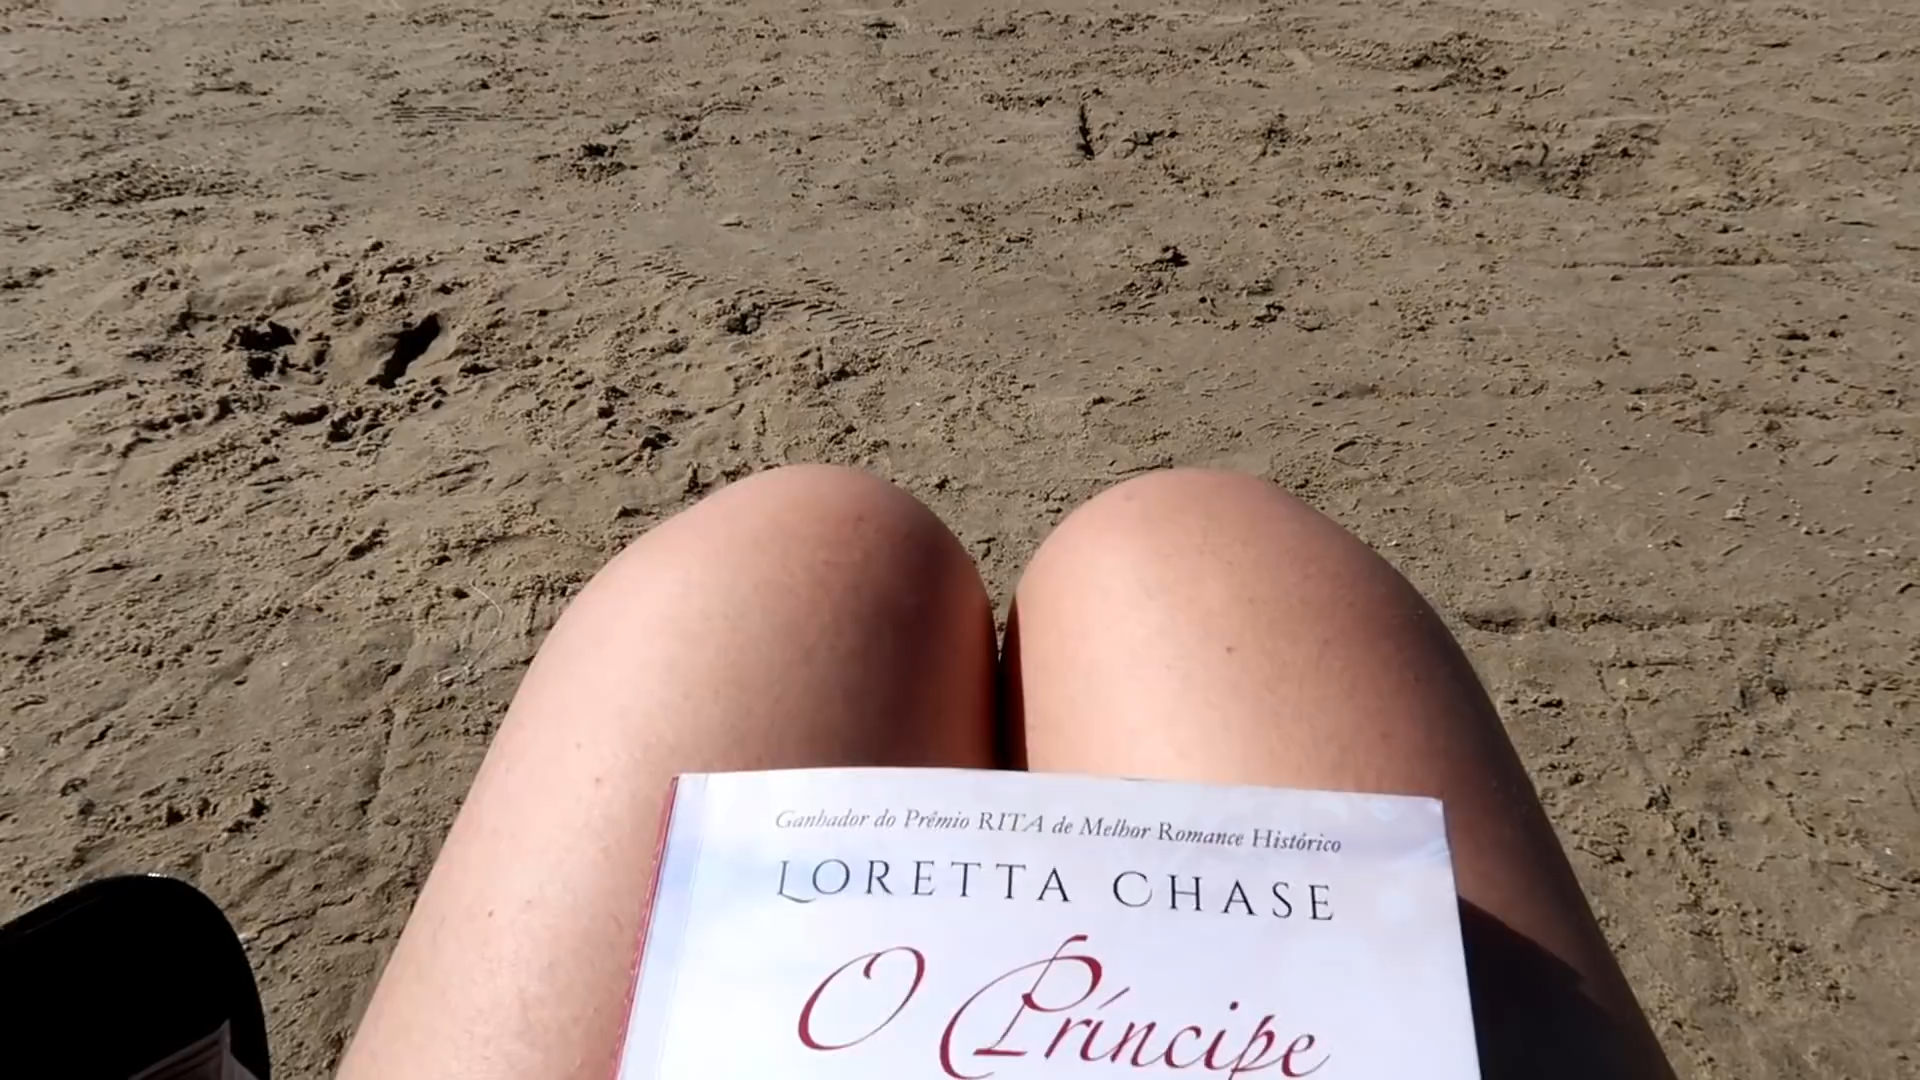 Ganhador do Prêmio RITA de Melhor Romance Histórico
LORETTA CHASE
O Príncipe